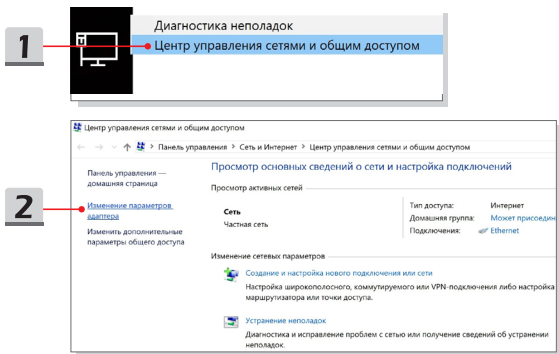 1
Диагностика неполадок
Центр управления сетями и общим доступом
2
Центр управления сетями и общим доступом
Панель управления > Сеть и Интернет > Центр управления сетями и общим доступом
Панель управления —
домашняя страница
Изменение параметров
адаптера
Изменить дополнительные
параметры общего доступа
Просмотр основных сведений о сети и настройка подключений
Просмотр активных сетей
Сеть
Частная сеть
Тип доступа: Интернет
Домашняя группа: Может присоедин
Подключения: Ethernet
Изменение сетевых параметров
Создание и настройка нового подключения или сети
Настройка широкополосного, коммутируемого или VPN-подключения либо настройка
маршрутизатора или точки доступа.
Устранение неполадок
Диагностика и исправление проблем с сетью или получение сведений об устранении
неполадок.